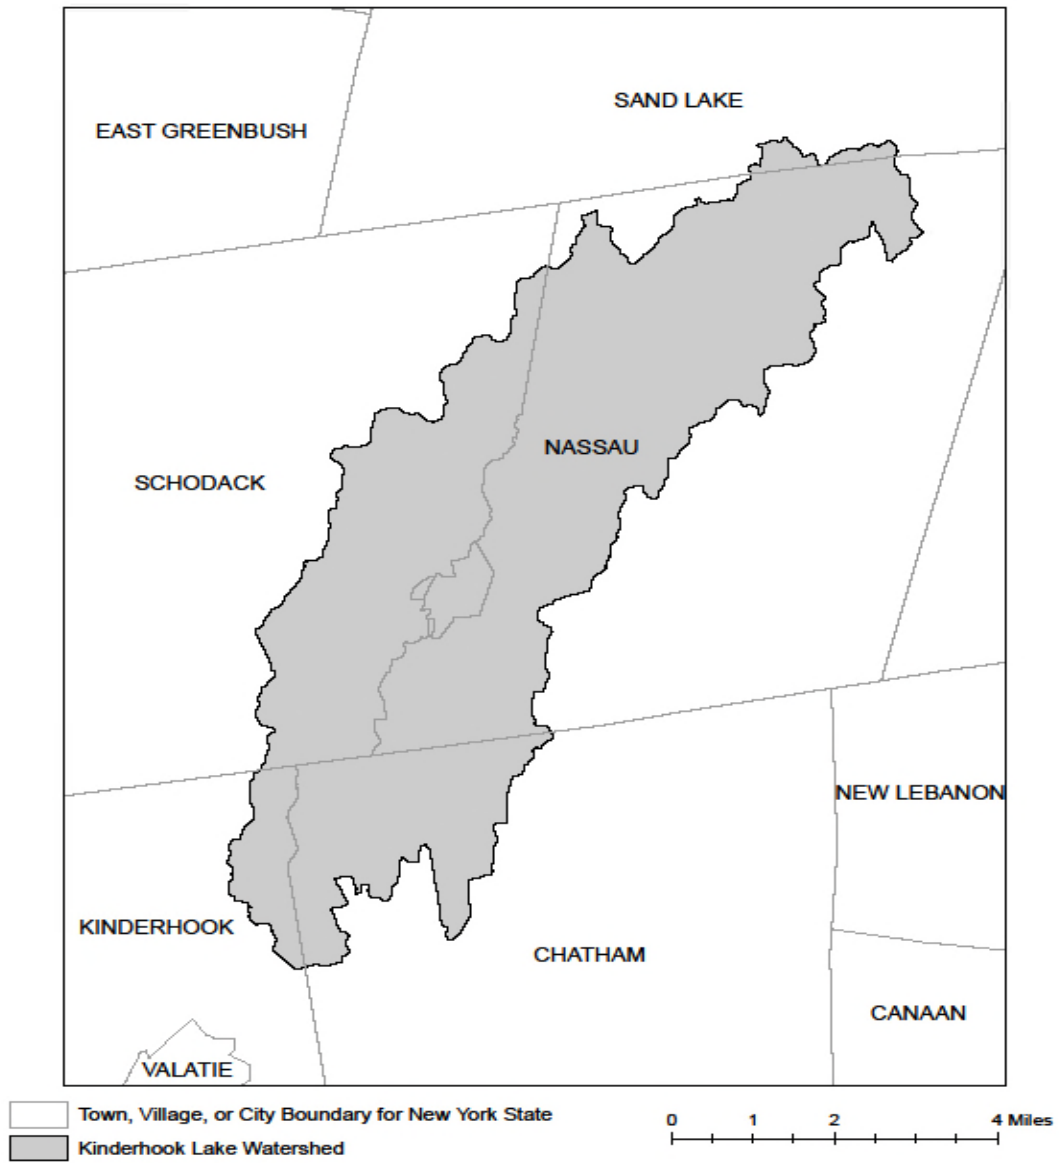 SAND LAKE
EAST GREENBUSH
NASSAU
SCHODACK
NEW LEBANON
KINDERHOOK
CHATHAM
CANAAN
VALATIE
Town, Village, or City Boundary for New York State
Kinderhook Lake Watershed
0 1 2 4 Miles